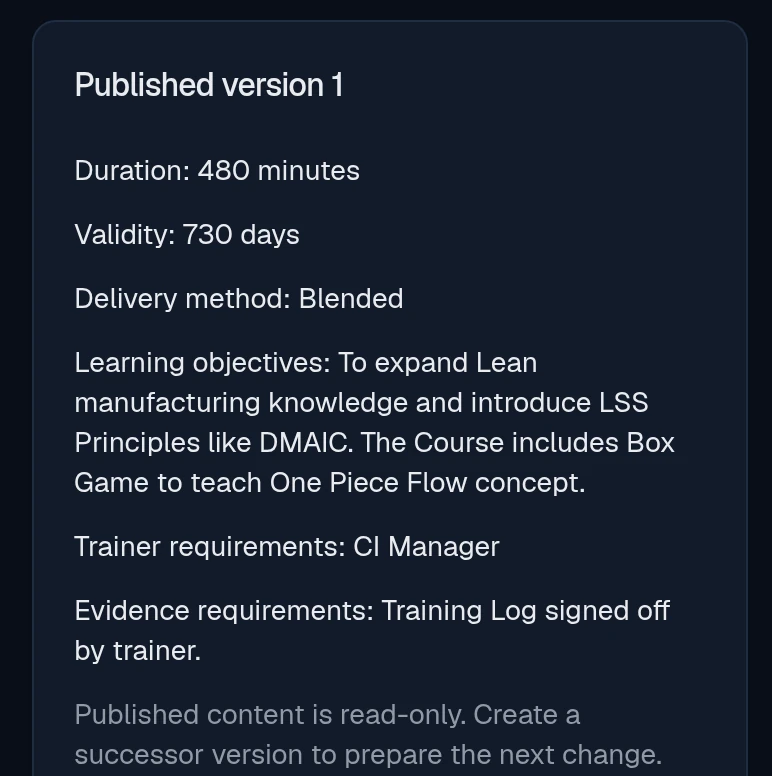 Published version 1
Duration: 480 minutes
Validity: 730 days
Delivery method: Blended
Learning objectives: To expand Lean
manufacturing knowledge and introduce LSS
Principles like DMAIC. The Course includes Box
Game to teach One Piece Flow concept.
Trainer requirements: CI Manager
Evidence requirements: Training Log signed off
by trainer.
Published content is read-only. Create a
successor version to prepare the next change.